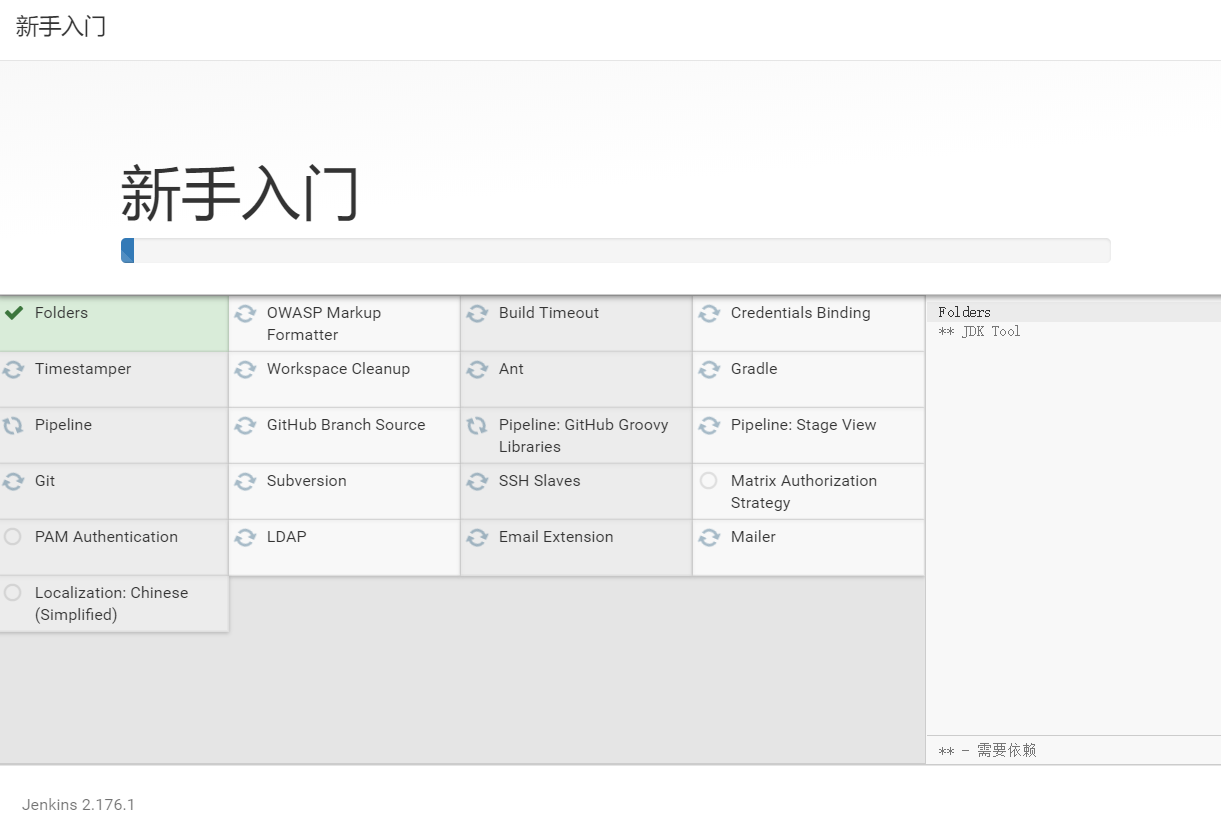 新手入门
新手入门
Folders
OWASP Markup
Formatter
Build Timeout
Credentials Binding
Timestamper
Workspace Cleanup
Ant
Gradle
Pipeline
GitHub Branch Source
Pipeline: GitHub Groovy
Libraries
Pipeline: Stage View
Git
Subversion
SSH Slaves
Matrix Authorization
Strategy
PAM Authentication
LDAP
Email Extension
Mailer
Localization: Chinese
(Simplified)
Folders
** JDK Tool
** - 需要依赖
Jenkins 2.176.1